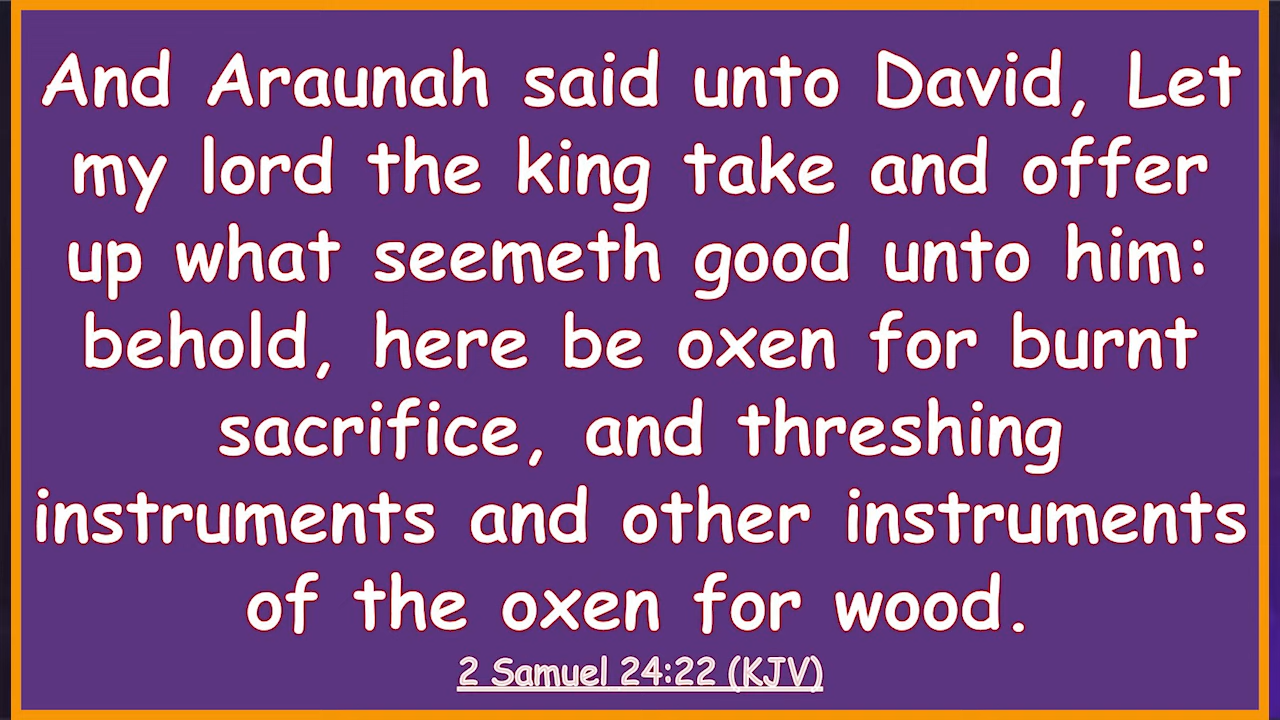 And Araunah said unto David, Let
my lord the king take and offer
up what seemeth good unto him:
behold, here be oxen for burnt
sacrifice, and threshing
instruments and other instruments
of the oxen for wood.
2 Samuel 24:22 (KJV)